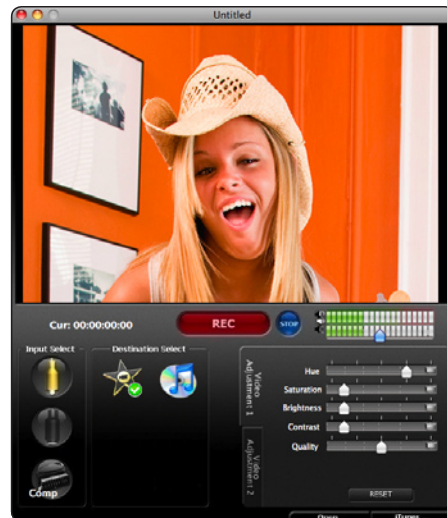 Untitled
Cur: 00:00:00:00
REC
STOP
Input Select
Destination Select
Comp
Video Adjustment 1
Video Adjustment 2
Hue
Saturation
Brightness
Contrast
Quality
RESET
Open
iTunes